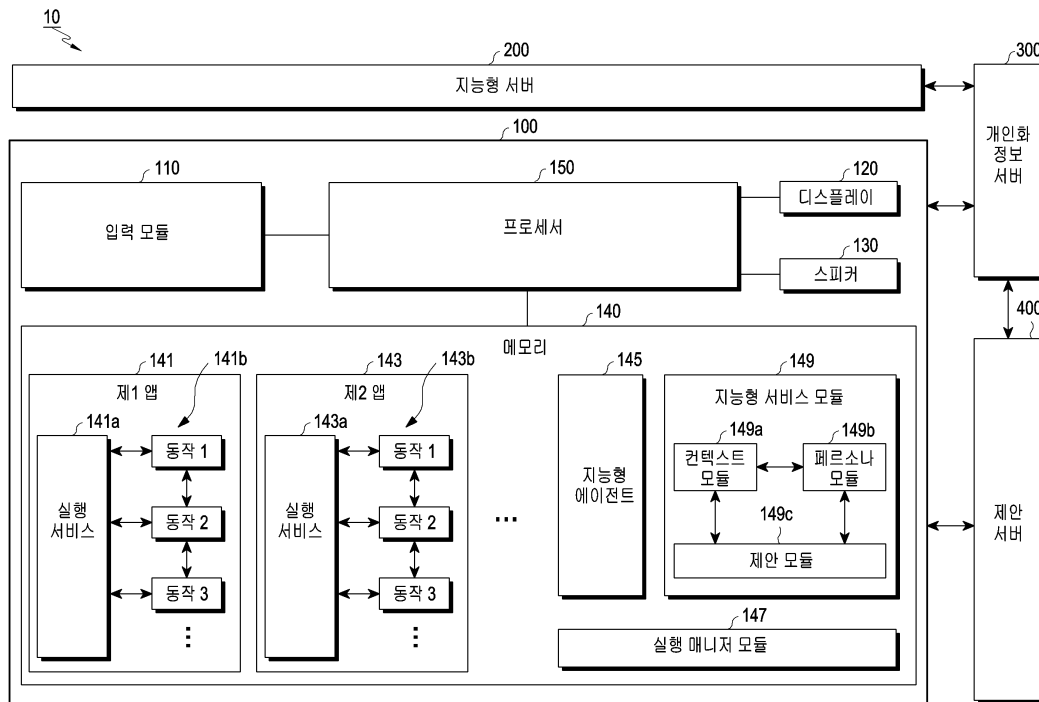 10
200
지능형 서버
300
개인화
정보
서버
100
110
입력 모듈
150
프로세서
120
디스플레이
130
스피커
400
제안
서버
140
메모리
141
141b
제1 앱
141a
실행
서비스
동작 1
동작 2
동작 3
⋮
143
143b
제2 앱
143a
실행
서비스
동작 1
동작 2
동작 3
⋮
...
145
지능형
에이전트
149
지능형 서비스 모듈
149a
컨텍스트
모듈
149b
페르소나
모듈
149c
제안 모듈
147
실행 매니저 모듈